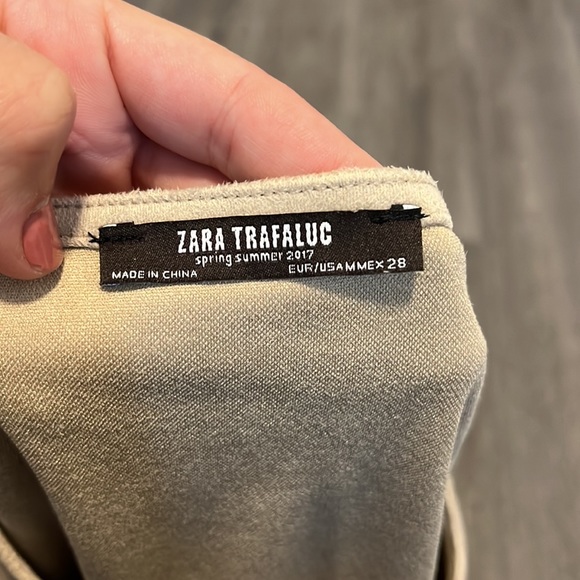 ZARA TRAFALUC
spring summer 2017
MADE IN CHINA
EUR/USAMMEX 28